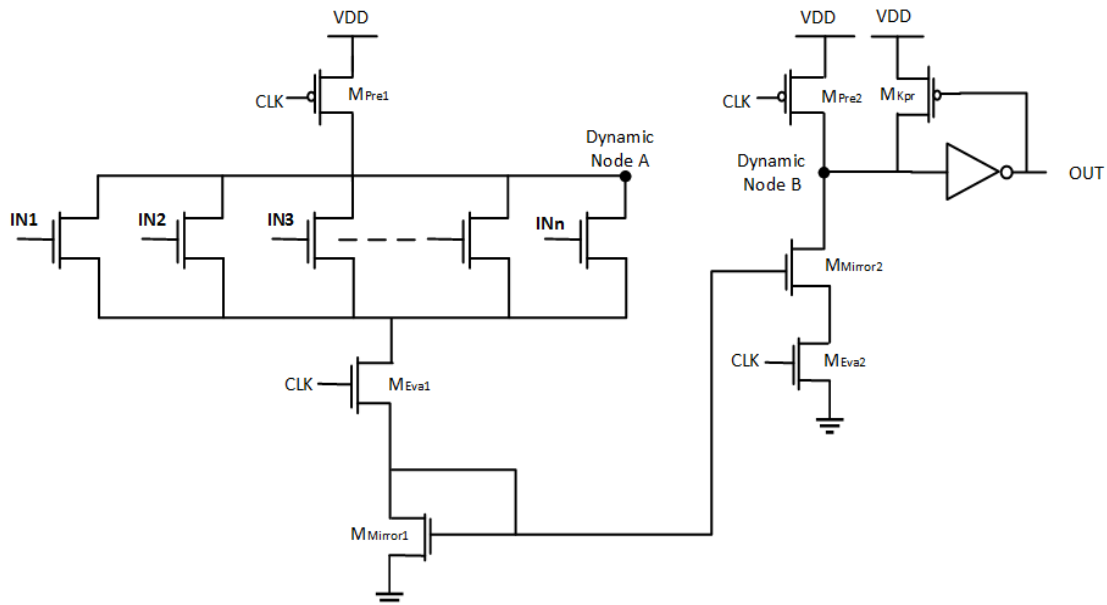 VDD
VDD
VDD
CLK
MPre1
CLK
MPre2
MKpr
Dynamic
Node A
Dynamic
Node B
OUT
IN1
IN2
IN3
INn
MMirror2
CLK
MEva1
CLK
MEva2
MMirror1